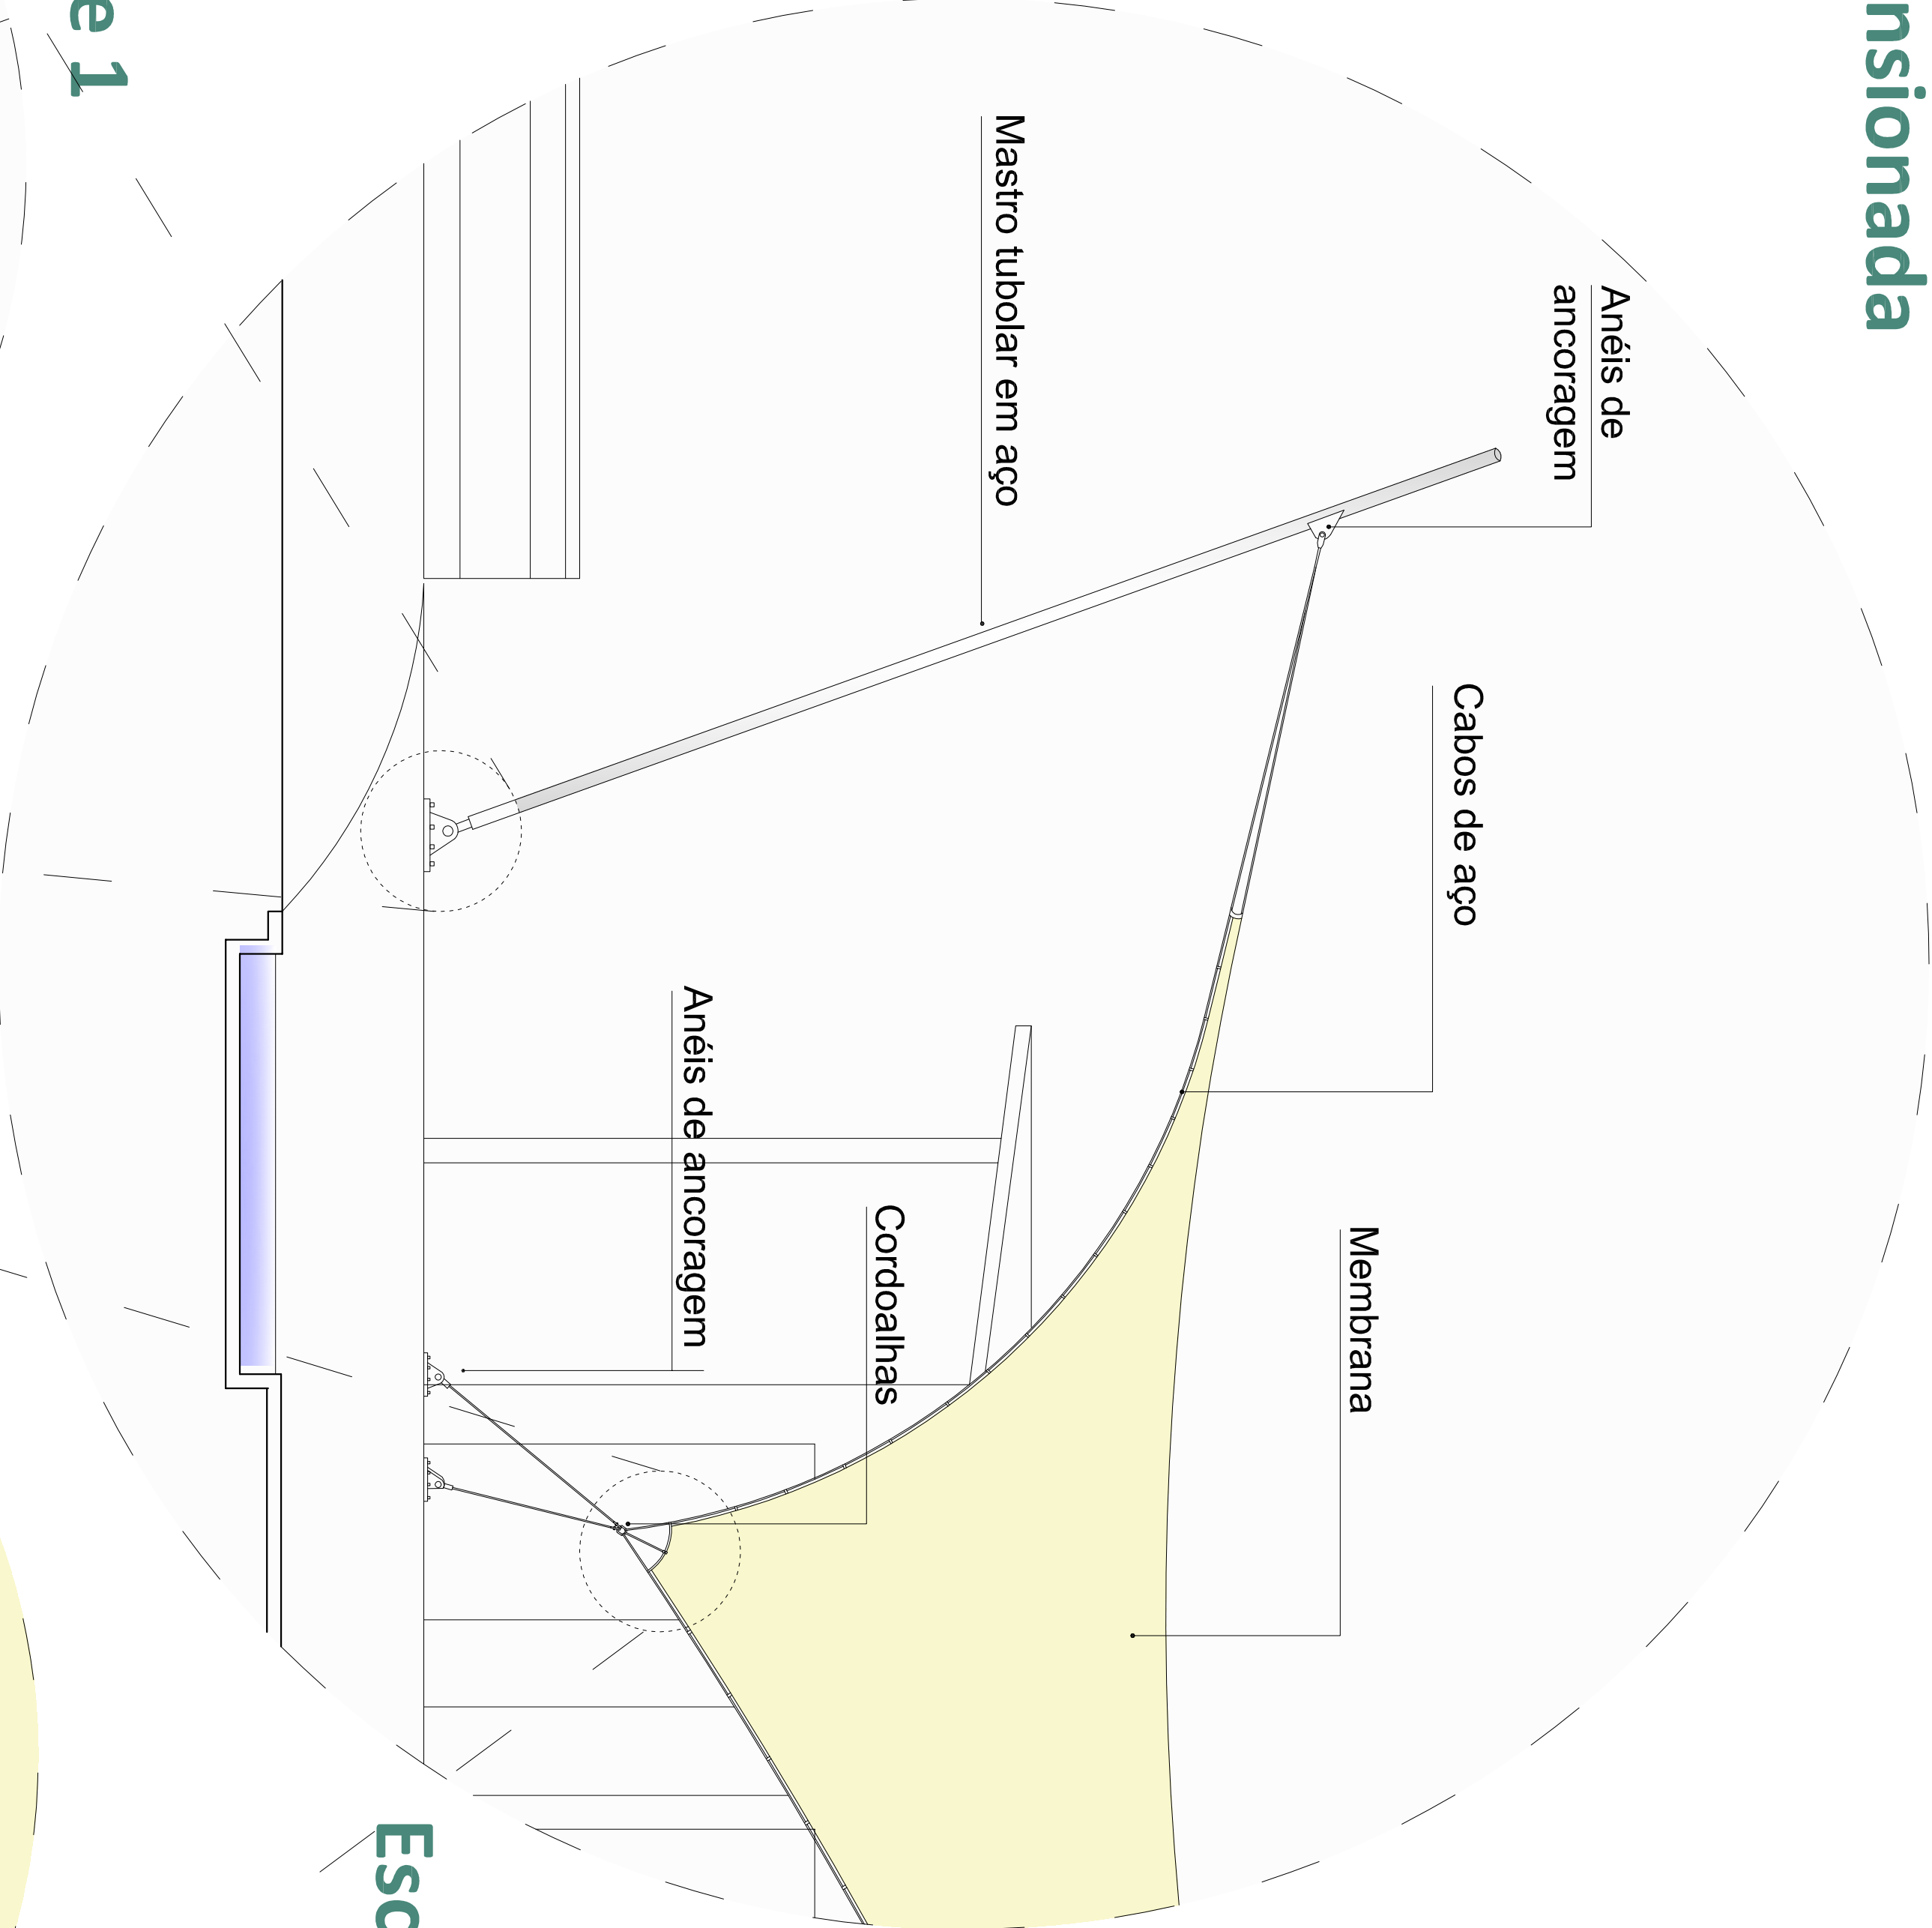 nsionada
Anéis de
ancoragem
Mastro tubolar em aço
Cabos de aço
Membrana
Cordoalhas
Anéis de ancoragem
e 1
Esc